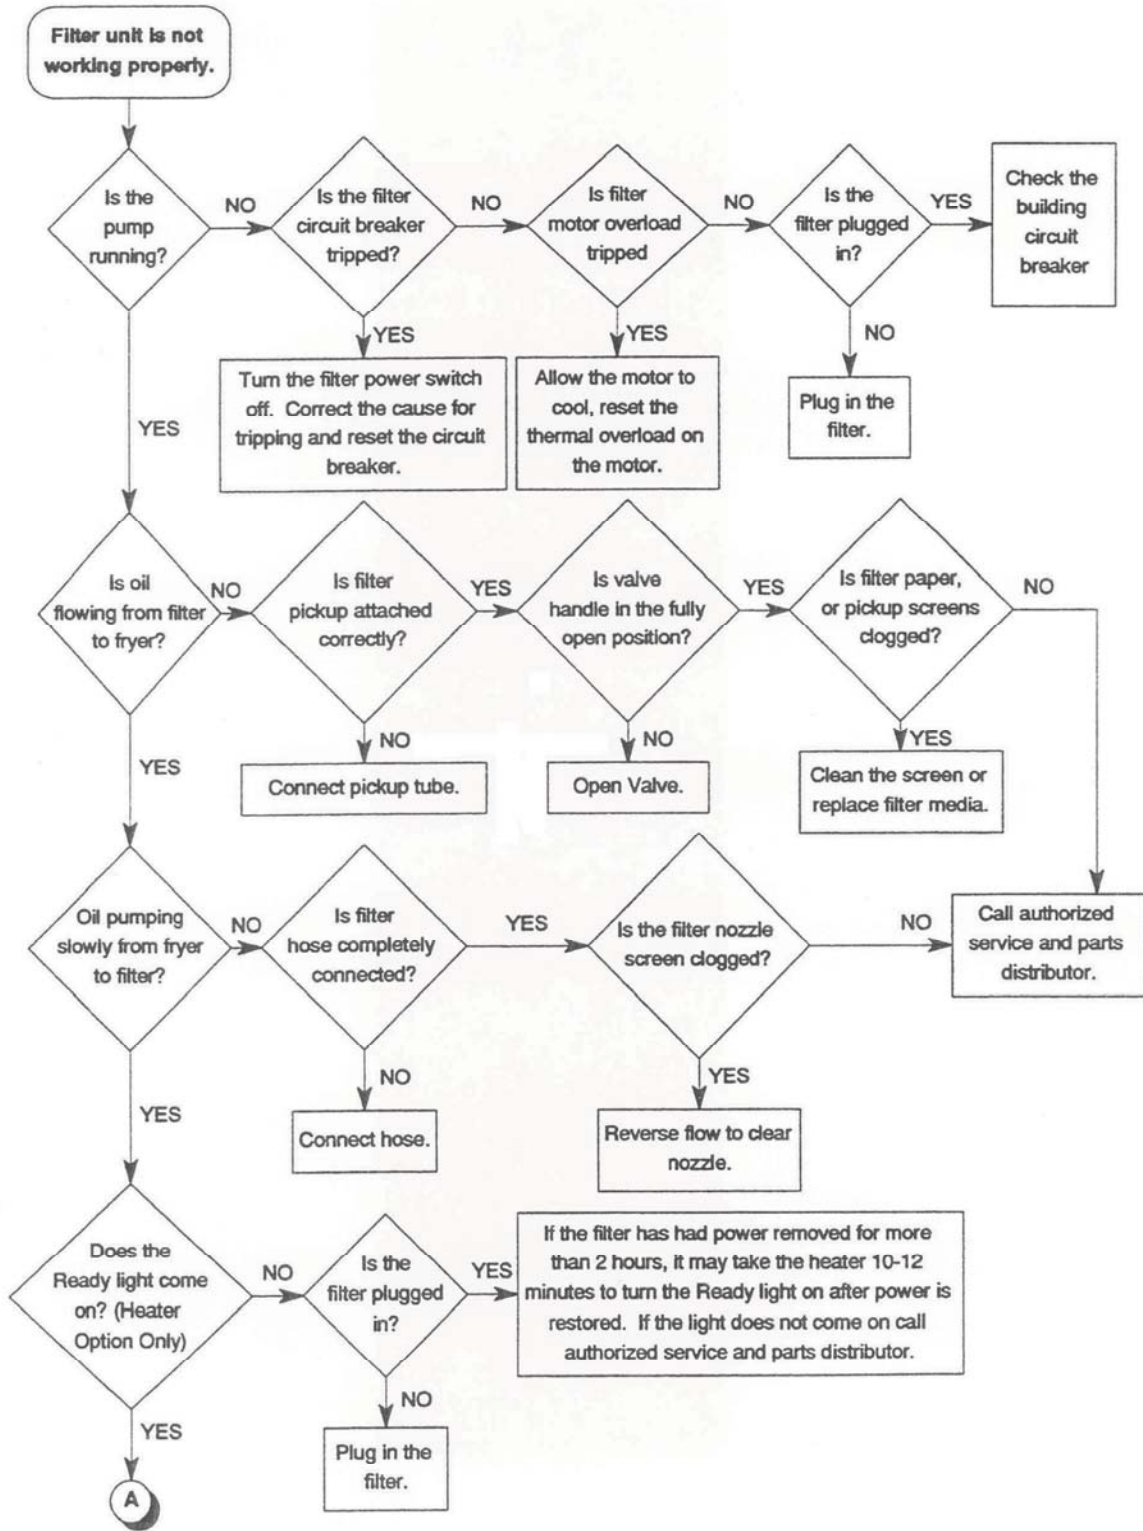 Filter unit is not
working properly.
Is the
pump
running?
NO
Is the filter
circuit breaker
tripped?
NO
Is filter
motor overload
tripped
NO
Is the
filter plugged
in?
YES
Check the
building
circuit
breaker
YES
Turn the filter power switch
off. Correct the cause for
tripping and reset the circuit
breaker.
YES
Allow the motor to
cool, reset the
thermal overload on
the motor.
NO
Plug in the
filter.
YES
Is oil
flowing from filter
to fryer?
NO
Is filter
pickup attached
correctly?
YES
Is valve
handle in the fully
open position?
YES
Is filter paper,
or pickup screens
clogged?
NO
YES
NO
Connect pickup tube.
NO
Open Valve.
YES
Clean the screen or
replace filter media.
Oil pumping
slowly from fryer
to filter?
NO
Is filter
hose completely
connected?
YES
Is the filter nozzle
screen clogged?
NO
Call authorized
service and parts
distributor.
YES
NO
Connect hose.
YES
Reverse flow to clear
nozzle.
Does the
Ready light come
on? (Heater
Option Only)
NO
Is the
filter plugged
in?
YES
If the filter has had power removed for more
than 2 hours, it may take the heater 10-12
minutes to turn the Ready light on after power is
restored. If the light does not come on call
authorized service and parts distributor.
YES
NO
Plug in the
filter.
A